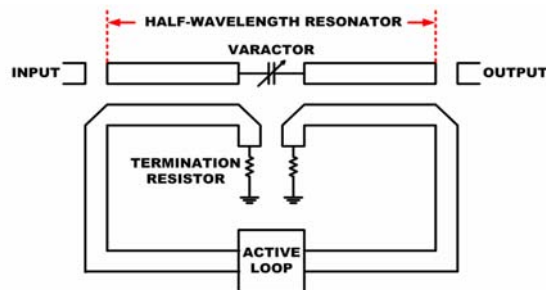 HALF-WAVELENGTH RESONATOR
VARACTOR
INPUT
OUTPUT
TERMINATION
RESISTOR
ACTIVE
LOOP